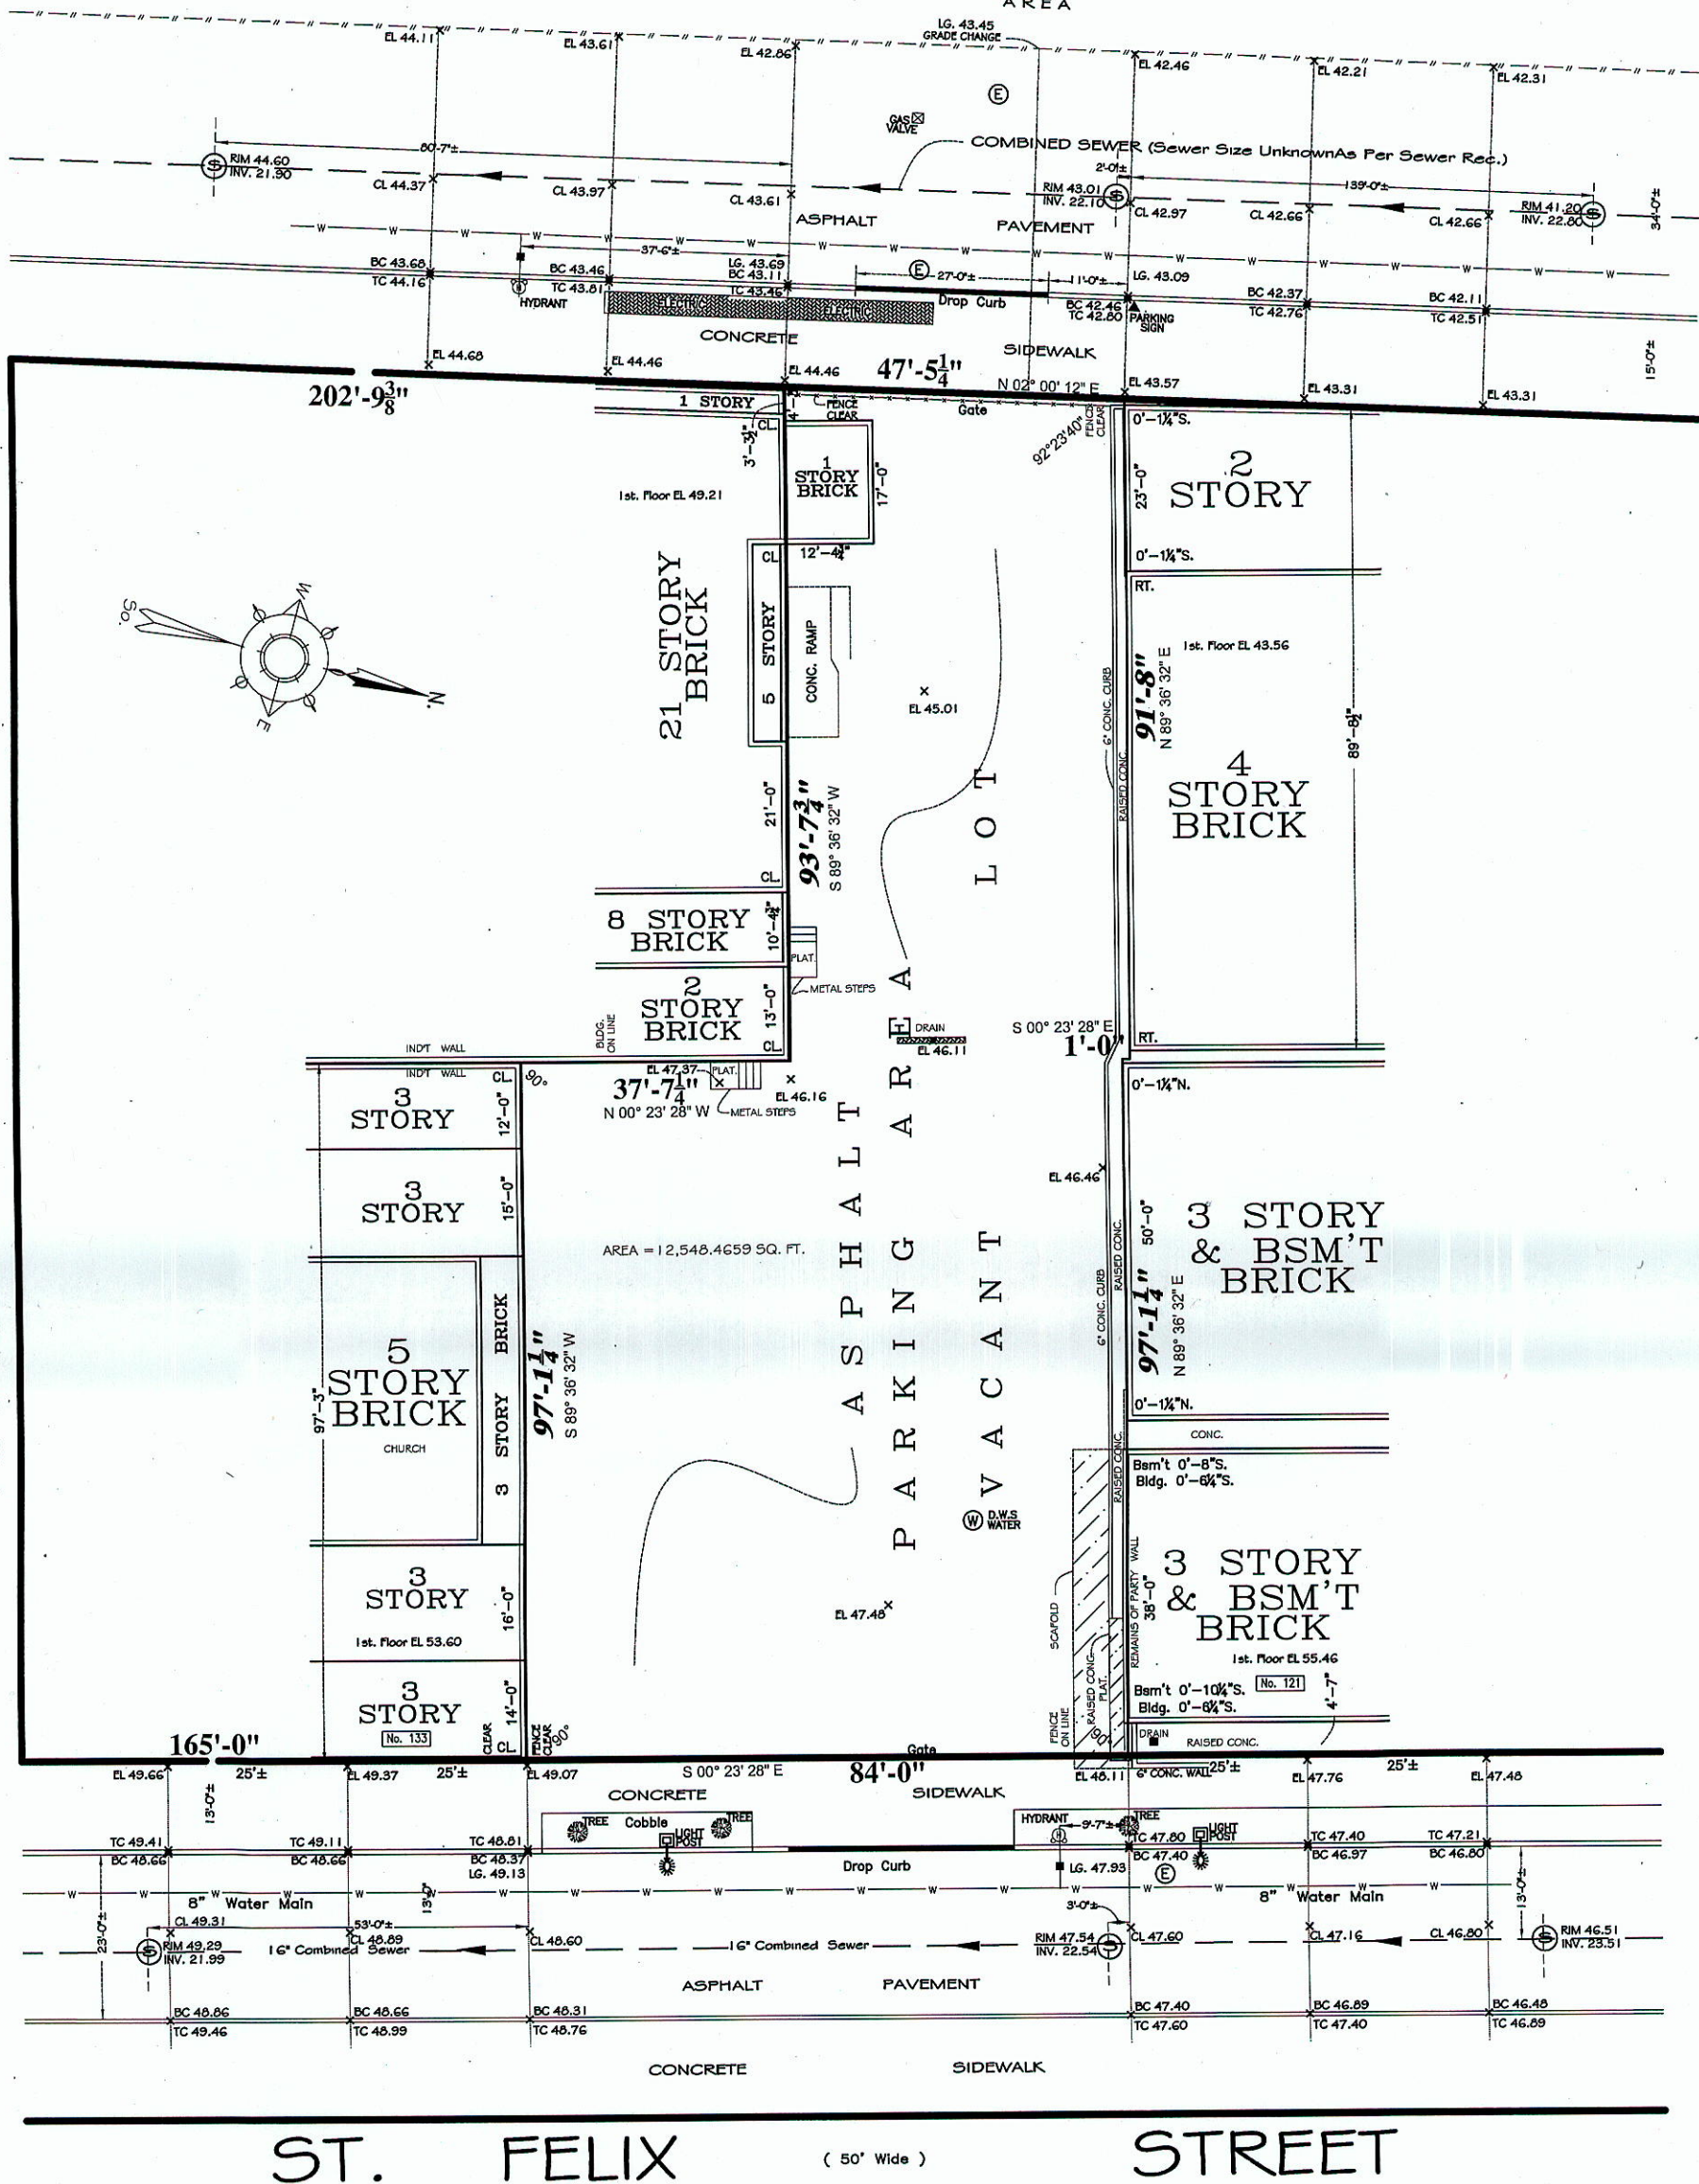 AREA
LG. 43.45
GRADE CHANGE
EL 44.11
EL 43.61
EL 42.86
EL 42.46
EL 42.21
EL 42.31
E
GAS
VALVE
COMBINED SEWER (Sewer Size UnknownAs Per Sewer Rec.)
80'-7"±
2'-0"±
139'-0"±
34'-0"±
S
RIM 44.60
INV. 21.90
CL 44.37
CL 43.97
CL 43.61
RIM 43.01
INV. 22.10
S
CL 42.97
CL 42.66
CL 42.66
RIM 41.20
INV. 22.80
S
ASPHALT PAVEMENT
W W W W W W W W W W W W W W W W W W
37'-6"±
BC 43.68
TC 44.16
HYDRANT
BC 43.46
TC 43.81
LG. 43.69
BC 43.11
TC 43.46
E
27'-0"±
11'-0"±
LG. 43.09
Drop Curb
BC 42.46
TC 42.80
PARKING
SIGN
BC 42.37
TC 42.76
BC 42.11
TC 42.51
ELECTRIC ELECTRIC
CONCRETE SIDEWALK
15'-0"±
EL 44.68
EL 44.46
EL 44.46
EL 43.57
EL 43.31
EL 43.31
202'-9 3/8"
47'-5 1/4"
N 02° 00' 12" E
1 STORY
FENCE
CLEAR
Gate
FENCE
CLEAR
92°23'40"
3'-3½"
CL.
1
STORY
BRICK
17'-0"
12'-4¾"
0'-1¼"S.
23'-0"
2
STORY
0'-1¼"S.
1st. Floor EL 49.21
21 STORY
BRICK
CL
5 STORY
CONC. RAMP
EL 45.01
RT.
1st. Floor EL 43.56
91'-8"
N 89° 36' 32" E
6" CONC. CURB
RAISED CONC.
89'-8½"
4
STORY
BRICK
So.
W
N.
E
21'-0"
93'-7¾"
S 89° 36' 32" W
CL.
8 STORY
BRICK
10'-4¾"
PLAT.
METAL STEPS
2
STORY
BRICK
13'-0"
BLDG.
ON LINE
CL.
VACANT LOT
ASPHALT
PARKING AREA
DRAIN
EL 46.11
S 00° 23' 28" E
1'-0"
RT.
IND'T WALL
IND'T WALL
CL.
90°
EL 47.37
PLAT.
37'-7¼"
N 00° 23' 28" W
METAL STEPS
EL 46.16
3
STORY
12'-0"
0'-1¼"N.
EL 46.46
3
STORY
15'-0"
AREA = 12,548.4659 SQ. FT.
RAISED CONC.
50'-0"
3 STORY
& BSM'T
BRICK
6" CONC. CURB
97'-1¼"
N 89° 36' 32" E
0'-1¼"N.
97'-3"
5
STORY
BRICK
CHURCH
3 STORY BRICK
97'-1¼"
S 89° 36' 32" W
CONC.
RAISED CONC.
Bsm't 0'-8"S.
Bldg. 0'-6¼"S.
W
D.W.S
WATER
3
STORY
16'-0"
1st. Floor EL 53.60
EL 47.48
SCAFOLD
REMAINS OF PARTY WALL
38'-0"
3 STORY
& BSM'T
BRICK
1st. Floor EL 55.46
No. 121
4'-7"
RAISED CONC.
PLAT.
Bsm't 0'-10¼"S.
Bldg. 0'-6¼"S.
3
STORY
No. 133
14'-0"
CLEAR
CL.
FENCE
CLEAR
90°
FENCE
ON LINE
90°
DRAIN
RAISED CONC.
165'-0"
Gate
84'-0"
S 00° 23' 28" E
EL 49.66
25'±
EL 49.37
25'±
EL 49.07
EL 48.11
6" CONC. WALL
25'±
EL 47.76
25'±
EL 47.48
13'-0"±
CONCRETE SIDEWALK
TREE
Cobble
TREE
LIGHT
POST
HYDRANT
9'-7"±
TREE
LIGHT
POST
TC 49.41
BC 48.66
TC 49.11
BC 48.66
TC 48.81
BC 48.37
LG. 49.13
Drop Curb
LG. 47.93
TC 47.80
BC 47.40
E
TC 47.40
BC 46.97
TC 47.21
BC 46.80
W W W W W W W W W W W W W W W W W W W
8" Water Main
8" Water Main
23'-0"±
13'-0"
13'-0"±
CL 49.31
53'-0"±
CL 48.89
CL 48.60
3'-0"±
S
RIM 49.29
INV. 21.99
16" Combined Sewer
16" Combined Sewer
RIM 47.54
INV. 22.54
S
CL 47.60
CL 47.16
CL 46.80
S
RIM 46.51
INV. 23.51
ASPHALT PAVEMENT
BC 48.86
TC 49.46
BC 48.66
TC 48.99
BC 48.31
TC 48.76
BC 47.40
TC 47.60
BC 46.89
TC 47.40
BC 46.48
TC 46.89
CONCRETE SIDEWALK
ST. FELIX ( 50' Wide ) STREET